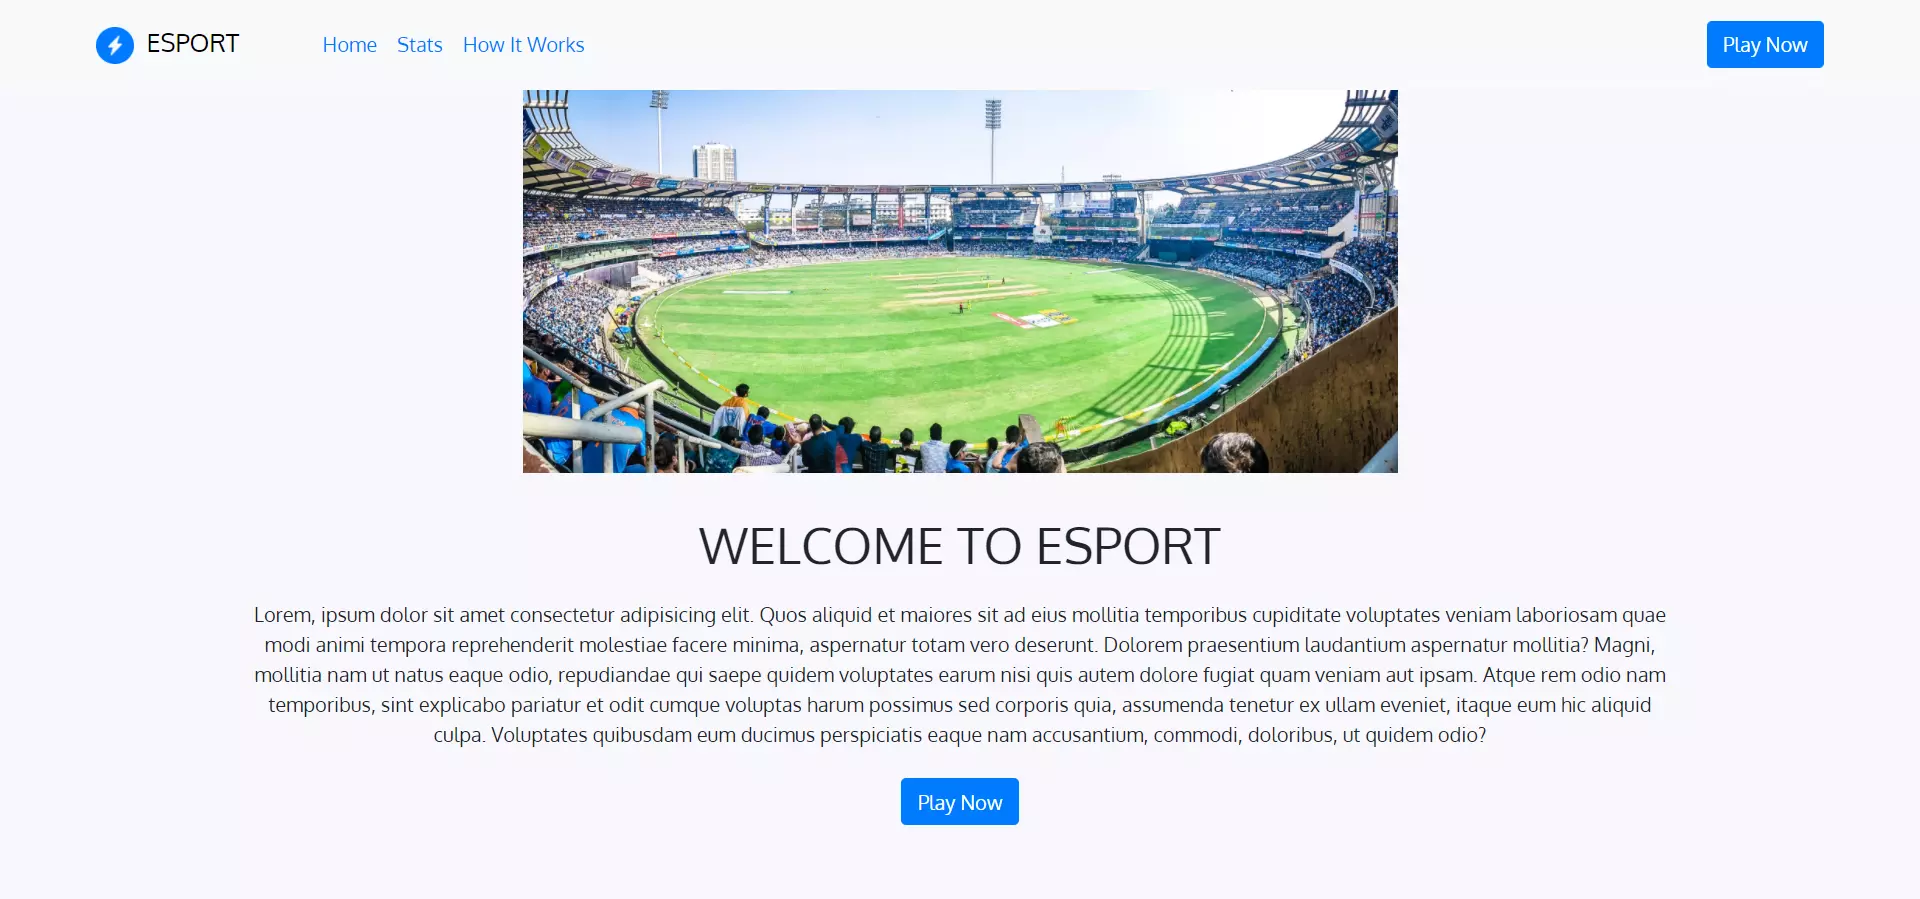 ESPORT
Home Stats How It Works
Play Now
WELCOME TO ESPORT
Lorem, ipsum dolor sit amet consectetur adipisicing elit. Quos aliquid et maiores sit ad eius mollitia temporibus cupiditate voluptates veniam laboriosam quae
modi animi tempora reprehenderit molestiae facere minima, aspernatur totam vero deserunt. Dolorem praesentium laudantium aspernatur mollitia? Magni,
mollitia nam ut natus eaque odio, repudiandae qui saepe quidem voluptates earum nisi quis autem dolore fugiat quam veniam aut ipsam. Atque rem odio nam
temporibus, sint explicabo pariatur et odit cumque voluptas harum possimus sed corporis quia, assumenda tenetur ex ullam eveniet, itaque eum hic aliquid
culpa. Voluptates quibusdam eum ducimus perspiciatis eaque nam accusantium, commodi, doloribus, ut quidem odio?
Play Now